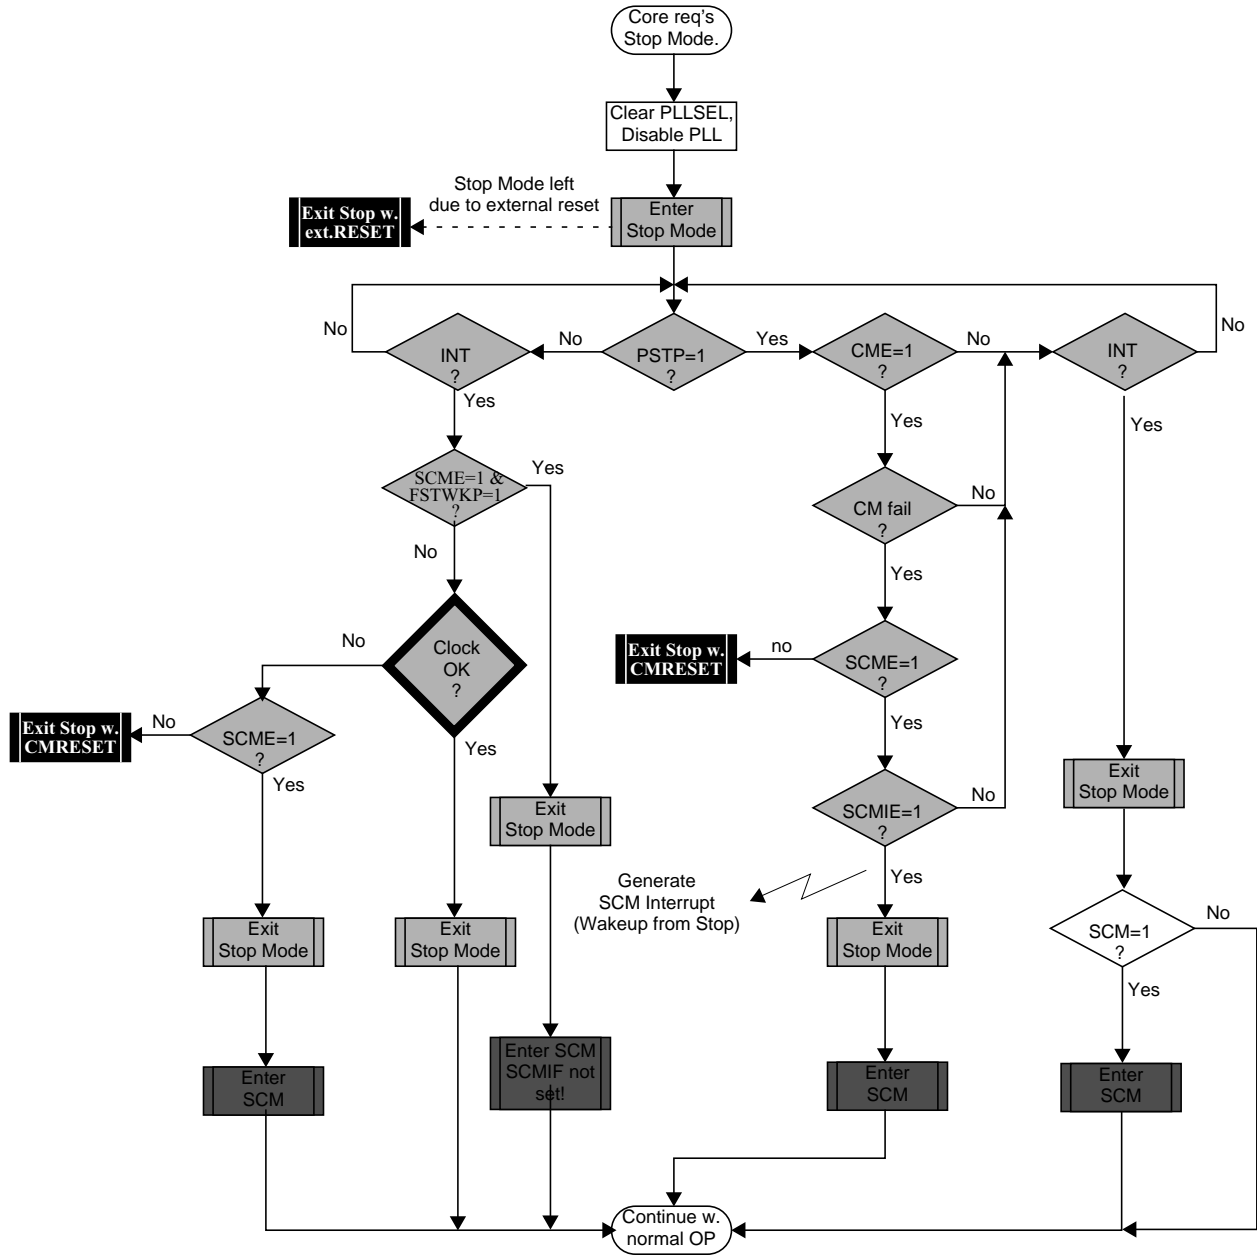 Core req's
Stop Mode.
Clear PLLSEL,
Disable PLL
Stop Mode left
due to external reset
Exit Stop w.
ext.RESET
Enter
Stop Mode
No
INT
?
No
PSTP=1
?
Yes
CME=1
?
No
INT
?
No
Yes
Yes
Yes
SCME=1 &
FSTWKP=1
?
Yes
No
CM fail
?
No
Yes
No
Clock
OK
?
Exit Stop w.
CMRESET
no
SCME=1
?
Yes
Exit Stop w.
CMRESET
No
SCME=1
?
Yes
Yes
Exit
Stop Mode
SCMIE=1
?
No
Exit
Stop Mode
Generate
SCM Interrupt
(Wakeup from Stop)
Yes
Exit
Stop Mode
Exit
Stop Mode
Exit
Stop Mode
SCM=1
?
No
Yes
Enter
SCM
Enter SCM
SCMIF not
set!
Enter
SCM
Enter
SCM
Continue w.
normal OP